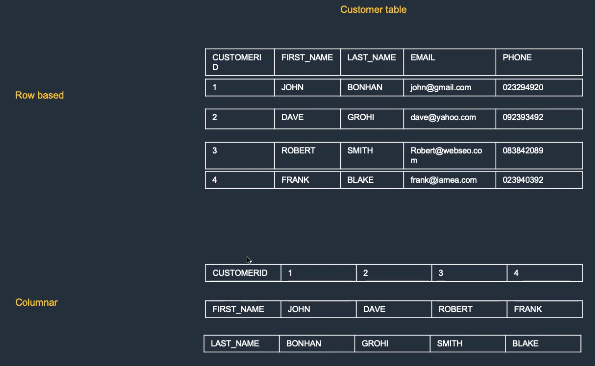 Customer table
CUSTOMERI
D
FIRST_NAME
LAST_NAME
EMAIL
PHONE
Row based
1
JOHN
BONHAN
john@gmail.com
023294920
2
DAVE
GROHI
dave@yahoo.com
092393492
3
ROBERT
SMITH
Robert@webseo.co
m
083842089
4
FRANK
BLAKE
frank@iamea.com
023940392
CUSTOMERID
1
2
3
4
Columnar
FIRST_NAME
JOHN
DAVE
ROBERT
FRANK
LAST_NAME
BONHAN
GROHI
SMITH
BLAKE